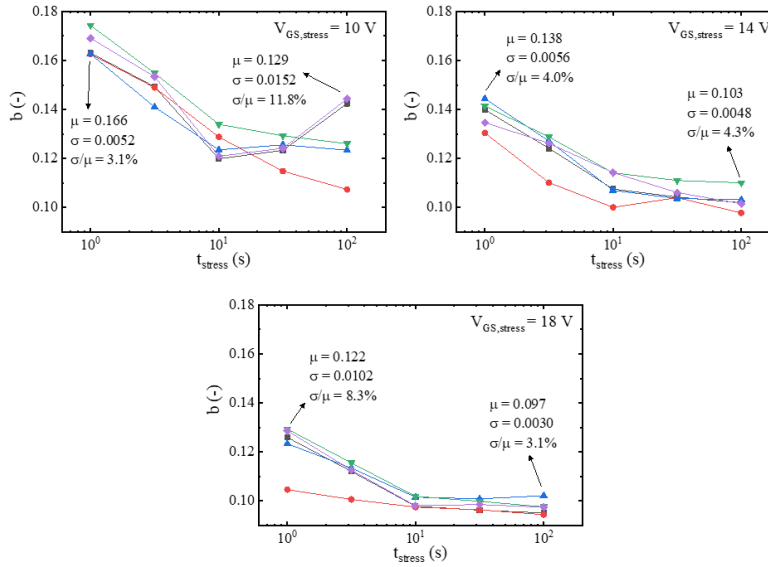 V_GS,stress = 10 V
0.18
0.16
0.14
0.12
0.10
b (-)
μ = 0.129
σ = 0.0152
σ/μ = 11.8%
μ = 0.166
σ = 0.0052
σ/μ = 3.1%
10^0 10^1 10^2
t_stress (s)
V_GS,stress = 14 V
0.18
0.16
0.14
0.12
0.10
b (-)
μ = 0.138
σ = 0.0056
σ/μ = 4.0%
μ = 0.103
σ = 0.0048
σ/μ = 4.3%
10^0 10^1 10^2
t_stress (s)
V_GS,stress = 18 V
0.18
0.16
0.14
0.12
0.10
b (-)
μ = 0.122
σ = 0.0102
σ/μ = 8.3%
μ = 0.097
σ = 0.0030
σ/μ = 3.1%
10^0 10^1 10^2
t_stress (s)